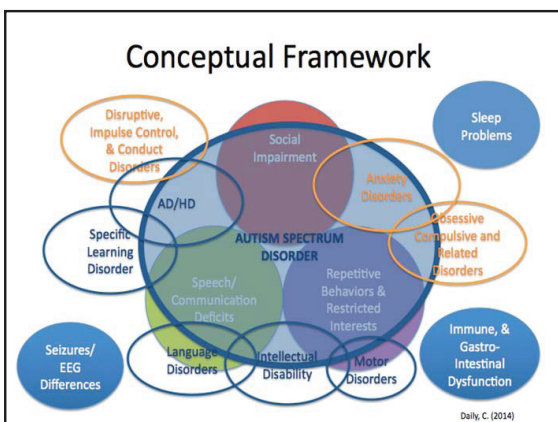 Conceptual Framework
Disruptive,
Impulse Control,
& Conduct
Disorders
Social
Impairment
Sleep
Problems
Anxiety
Disorders
AD/HD
Obsessive
Compulsive and
Related
Disorders
Specific
Learning
Disorder
AUTISM SPECTRUM
DISORDER
Speech/
Communication
Deficits
Repetitive
Behaviors &
Restricted
Interests
Seizures/
EEG
Differences
Language
Disorders
Intellectual
Disability
Motor
Disorders
Immune, &
Gastro-
Intestinal
Dysfunction
Daily, C. (2014)